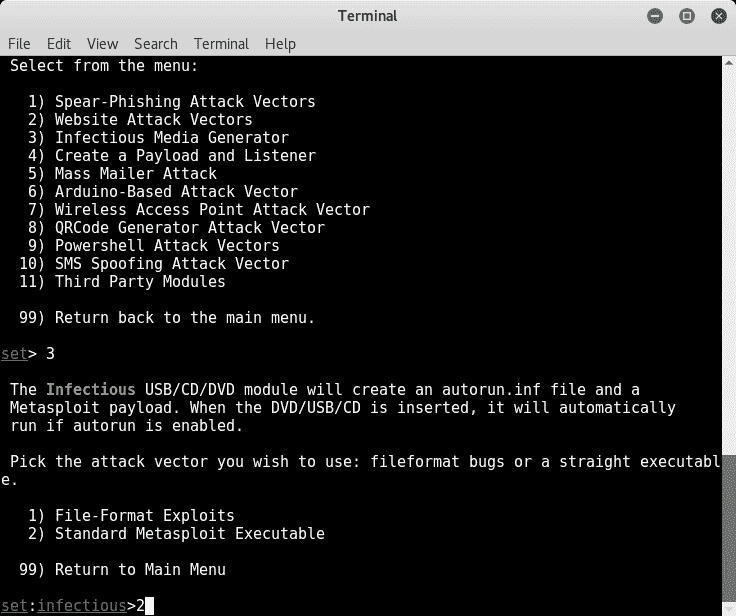 Terminal
File Edit View Search Terminal Help
Select from the menu:
1) Spear-Phishing Attack Vectors
2) Website Attack Vectors
3) Infectious Media Generator
4) Create a Payload and Listener
5) Mass Mailer Attack
6) Arduino-Based Attack Vector
7) Wireless Access Point Attack Vector
8) QRCode Generator Attack Vector
9) Powershell Attack Vectors
10) SMS Spoofing Attack Vector
11) Third Party Modules
99) Return back to the main menu.
set> 3
The Infectious USB/CD/DVD module will create an autorun.inf file and a
Metasploit payload. When the DVD/USB/CD is inserted, it will automatically
run if autorun is enabled.
Pick the attack vector you wish to use: fileformat bugs or a straight executabl
e.
1) File-Format Exploits
2) Standard Metasploit Executable
99) Return to Main Menu
set:infectious>2